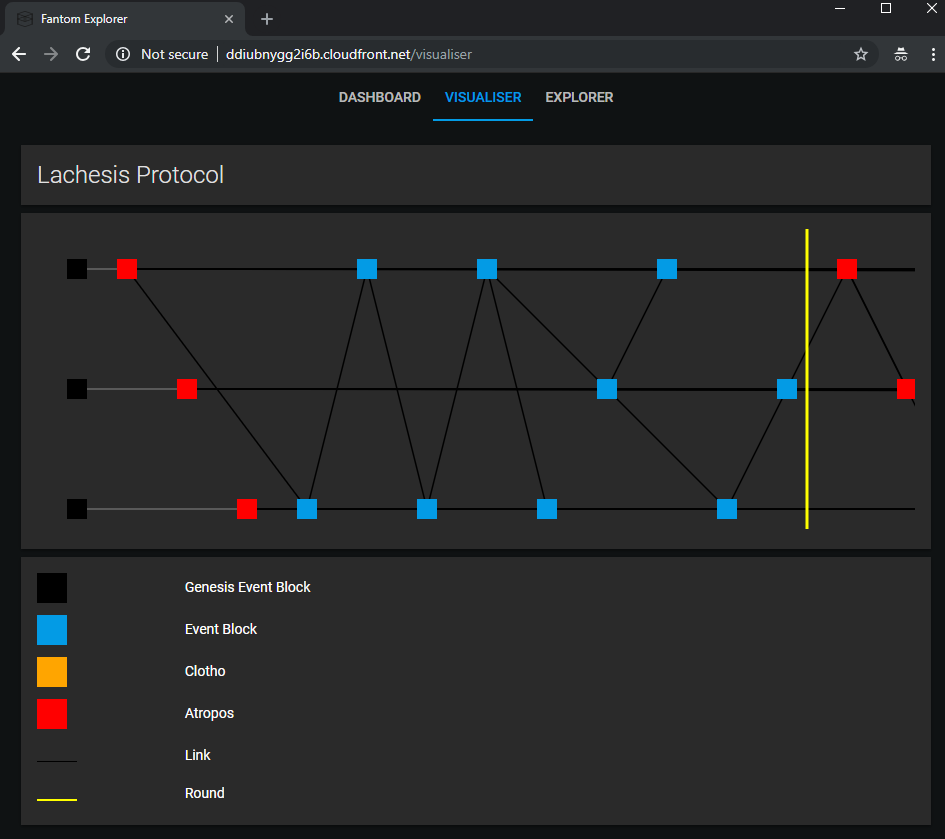 Fantom Explorer
Not secure
ddiubnygg2i6b.cloudfront.net/visualiser
DASHBOARD VISUALISER EXPLORER
Lachesis Protocol
Genesis Event Block
Event Block
Clotho
Atropos
Link
Round